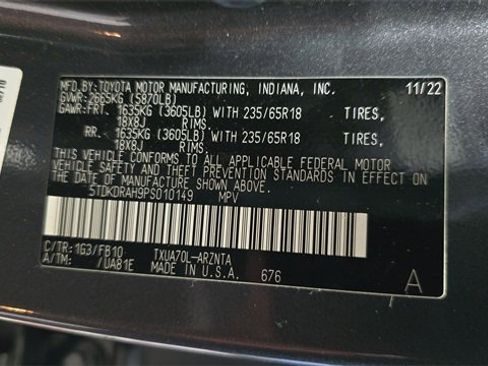 MFD.BY:TOYOTA MOTOR MANUFACTURING, INDIANA, INC. 11/22
GVWR:2665KG (5870LB)
GAWR:FRT. 1635KG (3605LB) WITH 235/65R18 TIRES,
18X8J RIMS.
RR. 1635KG (3605LB) WITH 235/65R18 TIRES,
18X8J RIMS.
THIS VEHICLE CONFORMS TO ALL APPLICABLE FEDERAL MOTOR
VEHICLE SAFETY AND THEFT PREVENTION STANDARDS IN EFFECT ON
THE DATE OF MANUFACTURE SHOWN ABOVE.
5TDKDRAH9PS010149 MPV
C/TR:1G3/FB10 TXUA70L-ARZNTA
A/TM: /UA81E MADE IN U.S.A. 676 A